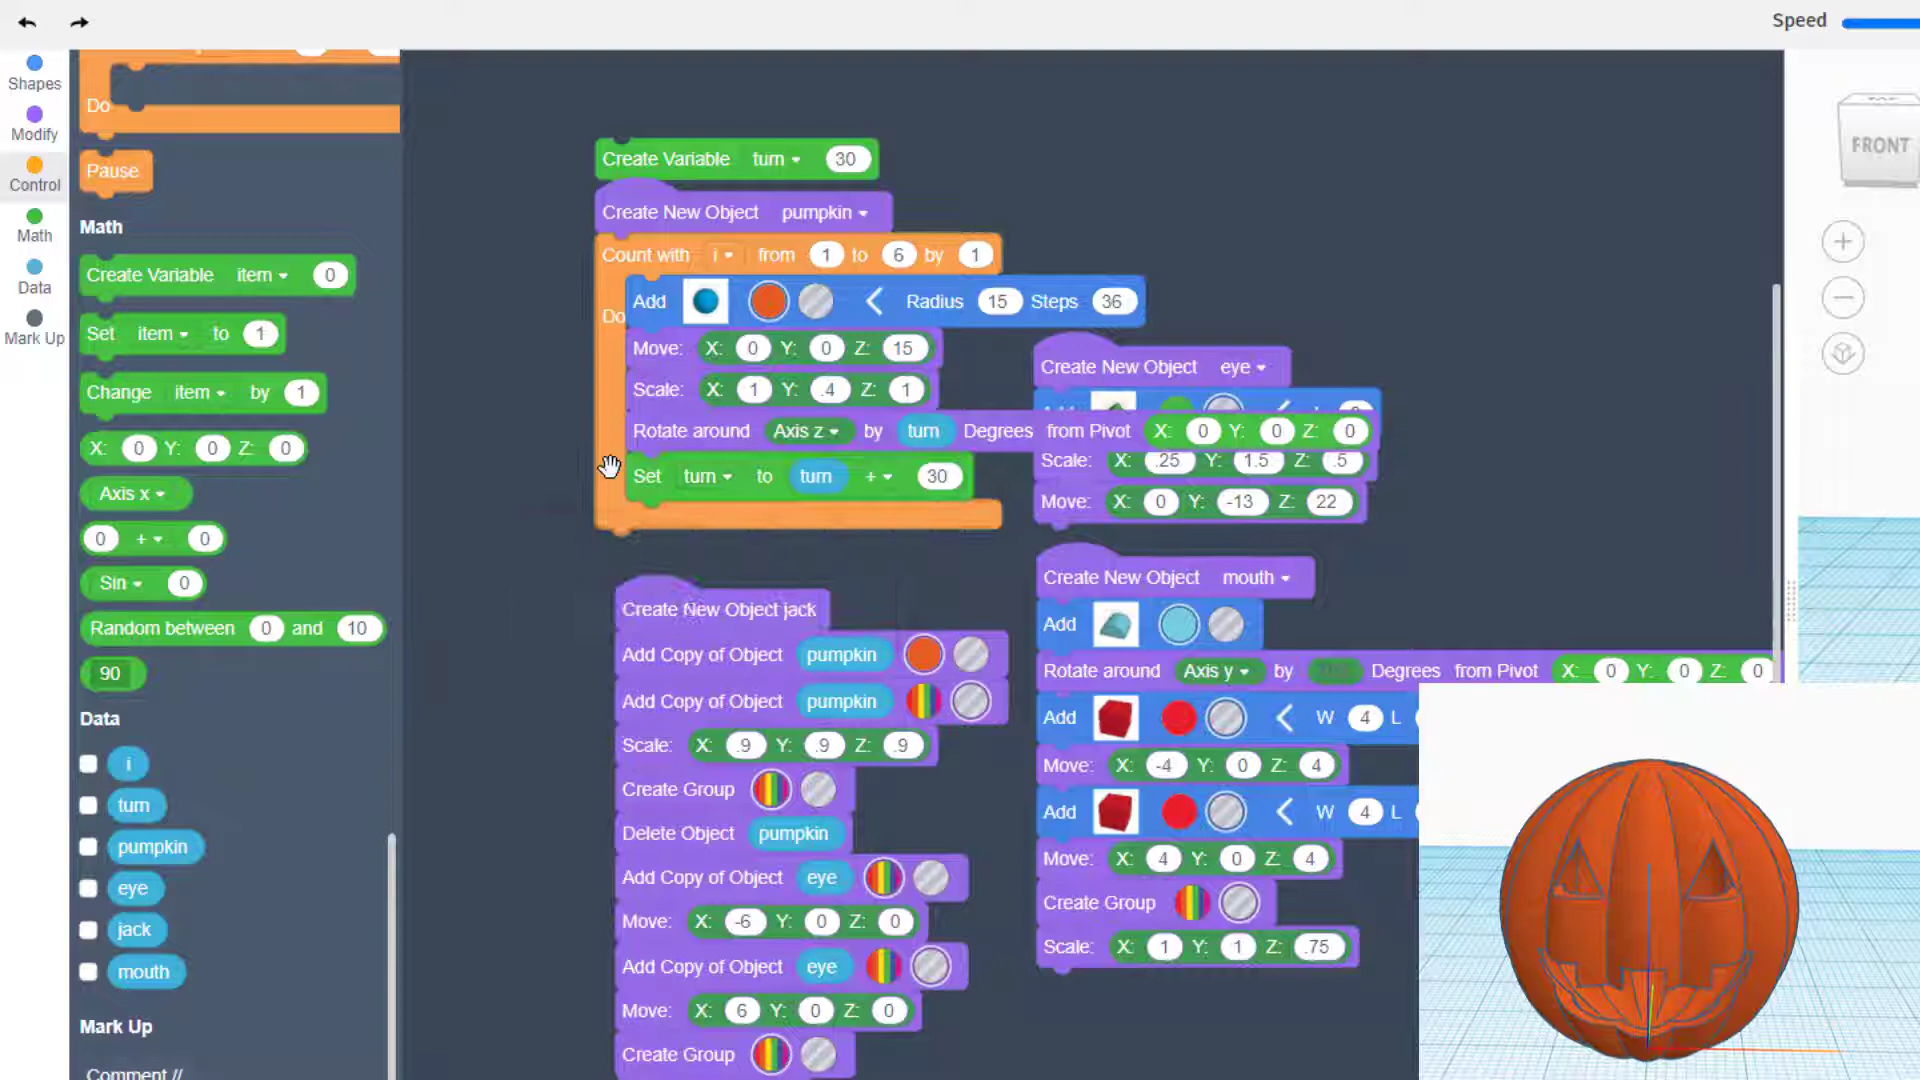 Speed
Shapes
Modify
Control
Math
Data
Mark Up
Do
Pause
Math
Create Variable item 0
Set item to 1
Change item by 1
X: 0 Y: 0 Z: 0
Axis x
0 + 0
Sin 0
Random between 0 and 10
90
Data
i
turn
pumpkin
eye
jack
mouth
Mark Up
Comment //
Create Variable turn 30
Create New Object pumpkin
Count with i from 1 to 6 by 1
Do
Add Radius 15 Steps 36
Move: X: 0 Y: 0 Z: 15
Scale: X: 1 Y: .4 Z: 1
Rotate around Axis z by turn Degrees from Pivot X: 0 Y: 0 Z: 0
Set turn to turn + 30
Create New Object jack
Add Copy of Object pumpkin
Add Copy of Object pumpkin
Scale: X: .9 Y: .9 Z: .9
Create Group
Delete Object pumpkin
Add Copy of Object eye
Move: X: -6 Y: 0 Z: 0
Add Copy of Object eye
Move: X: 6 Y: 0 Z: 0
Create Group
Create New Object eye
Scale: X: .25 Y: 1.5 Z: .5
Move: X: 0 Y: -13 Z: 22
Create New Object mouth
Add
Rotate around Axis y by Degrees from Pivot X: 0 Y: 0 Z: 0
Add W 4 L
Move: X: -4 Y: 0 Z: 4
Add W 4 L
Move: X: 4 Y: 0 Z: 4
Create Group
Scale: X: 1 Y: 1 Z: .75
FRONT